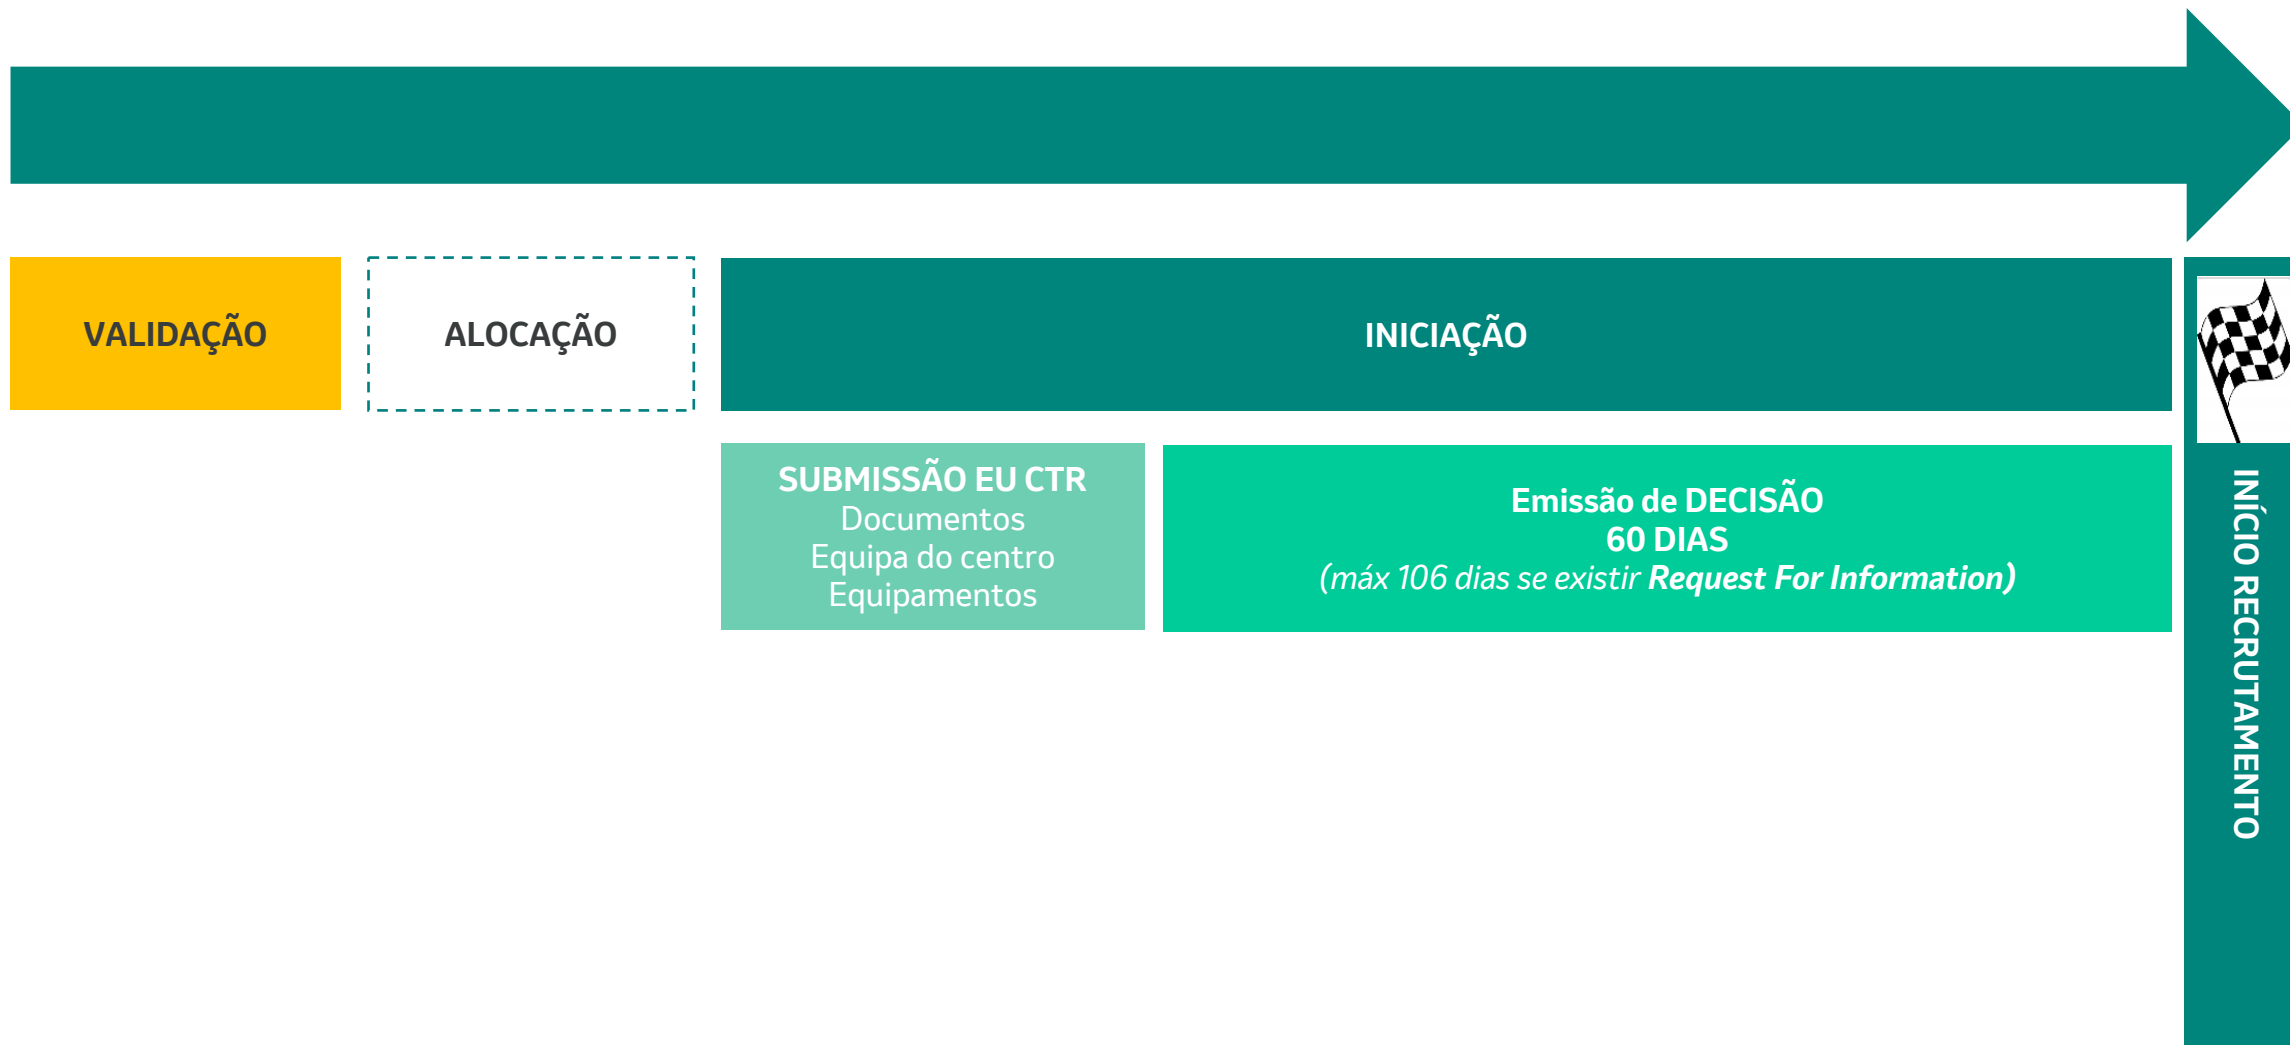 VALIDAÇÃO
ALOCAÇÃO
INICIAÇÃO
SUBMISSÃO EU CTR
Documentos
Equipa do centro
Equipamentos
Emissão de DECISÃO
60 DIAS
(máx 106 dias se existir Request For Information)
INÍCIO RECRUTAMENTO